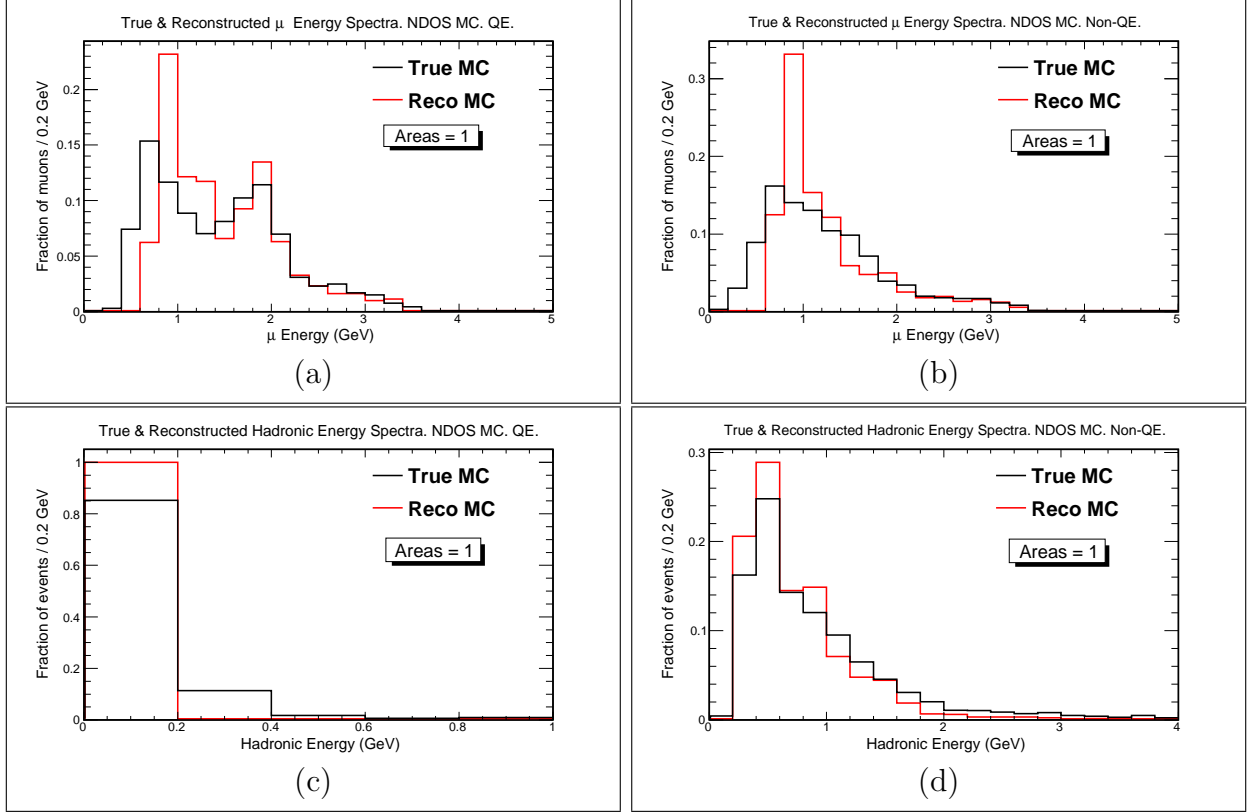 True & Reconstructed μ Energy Spectra. NDOS MC. QE.
Fraction of muons / 0.2 GeV
0.2
0.15
0.1
0.05
0
True MC
Reco MC
Areas = 1
0 1 2 3 4 5
μ Energy (GeV)
(a)
True & Reconstructed μ Energy Spectra. NDOS MC. Non-QE.
Fraction of muons / 0.2 GeV
0.3
0.2
0.1
0
True MC
Reco MC
Areas = 1
0 1 2 3 4 5
μ Energy (GeV)
(b)
True & Reconstructed Hadronic Energy Spectra. NDOS MC. QE.
Fraction of events / 0.2 GeV
1
0.8
0.6
0.4
0.2
0
True MC
Reco MC
Areas = 1
0 0.2 0.4 0.6 0.8 1
Hadronic Energy (GeV)
(c)
True & Reconstructed Hadronic Energy Spectra. NDOS MC. Non-QE.
Fraction of events / 0.2 GeV
0.3
0.2
0.1
0
True MC
Reco MC
Areas = 1
0 1 2 3 4
Hadronic Energy (GeV)
(d)